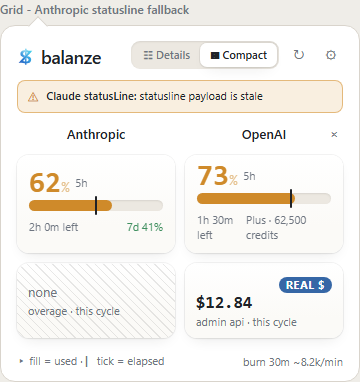 Grid - Anthropic statusline fallback
balanze
Details Compact
Claude statusLine: statusline payload is stale
Anthropic OpenAI ×
62% 5h
2h 0m left 7d 41%
73% 5h
1h 30m left
Plus · 62,500 credits
none
overage · this cycle
REAL $
$12.84
admin api · this cycle
fill = used · | tick = elapsed
burn 30m ~8.2k/min